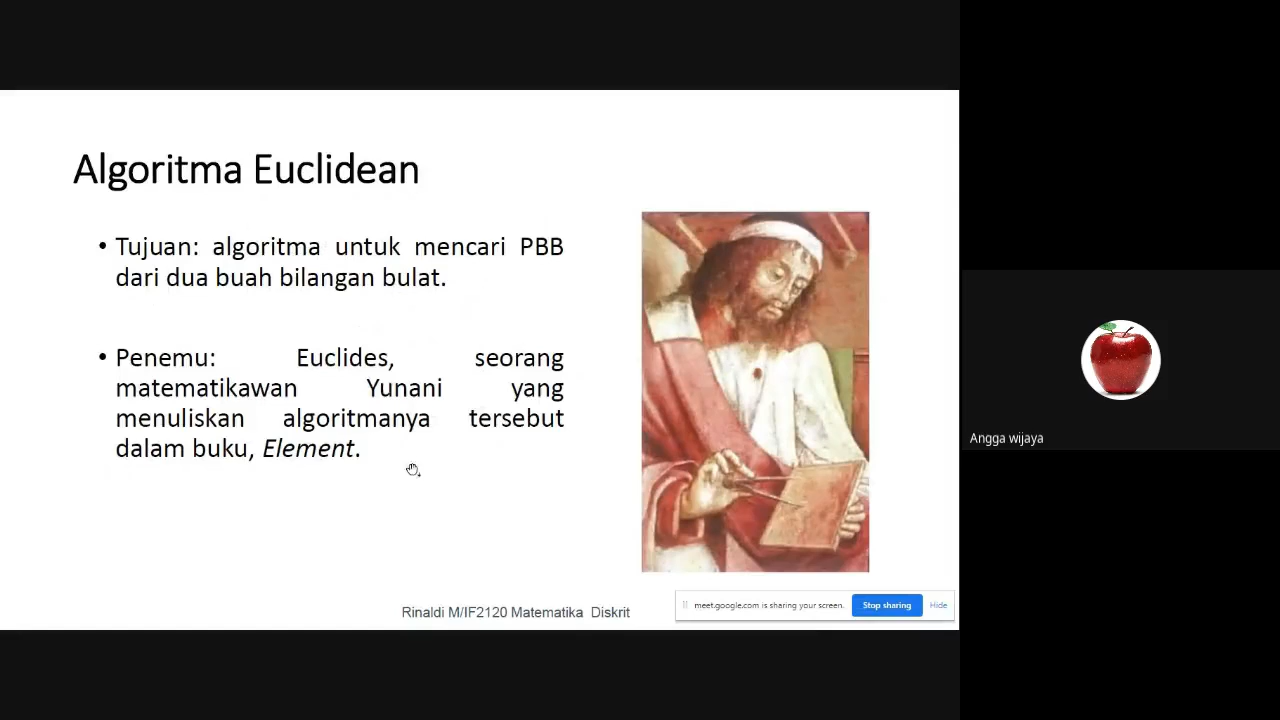 Algoritma Euclidean
• Tujuan: algoritma untuk mencari PBB
dari dua buah bilangan bulat.
• Penemu: Euclides, seorang
matematikawan Yunani yang
menuliskan algoritmanya tersebut
dalam buku, Element.
Rinaldi M/IF2120 Matematika Diskrit
meet.google.com is sharing your screen.
Stop sharing
Hide
Angga wijaya